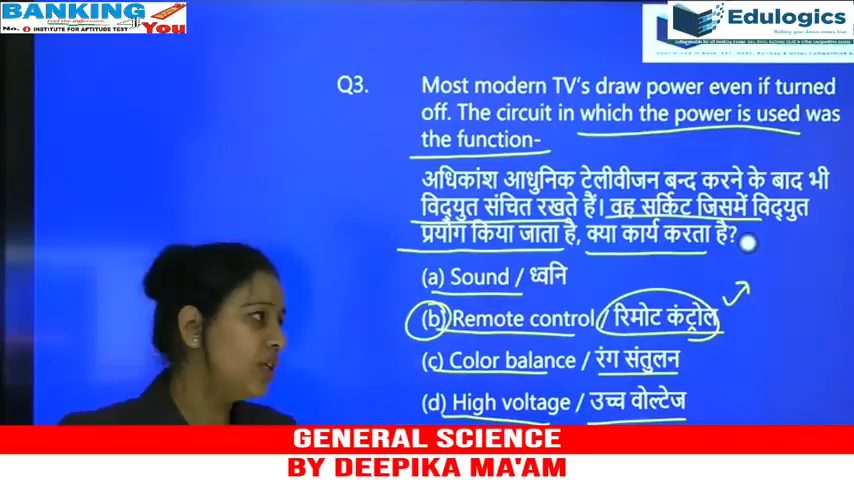 BANKING
Find the difference...
You
No. 1 INSTITUTE FOR APTITUDE TEST
Edulogics
Q3. Most modern TV's draw power even if turned
off. The circuit in which the power is used was
the function-
अधिकांश आधुनिक टेलीवीजन बन्द करने के बाद भी
विद्युत संचित रखते हैं। वह सर्किट जिसमें विद्युत
प्रयोग किया जाता है, क्या कार्य करता है?
(a) Sound / ध्वनि
(b) Remote control / रिमोट कंट्रोल
(c) Color balance / रंग संतुलन
(d) High voltage / उच्च वोल्टेज
GENERAL SCIENCE
BY DEEPIKA MA'AM